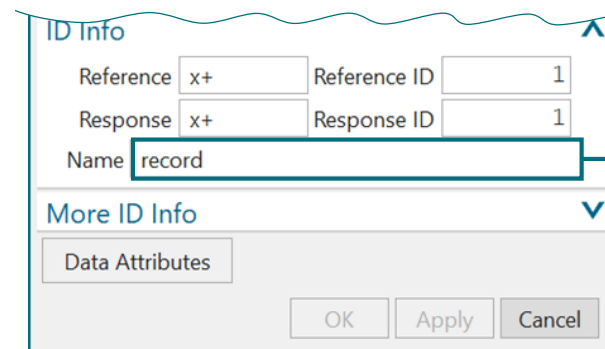 ID Info
Reference x+ Reference ID 1
Response x+ Response ID 1
Name record
More ID Info
Data Attributes
OK Apply Cancel